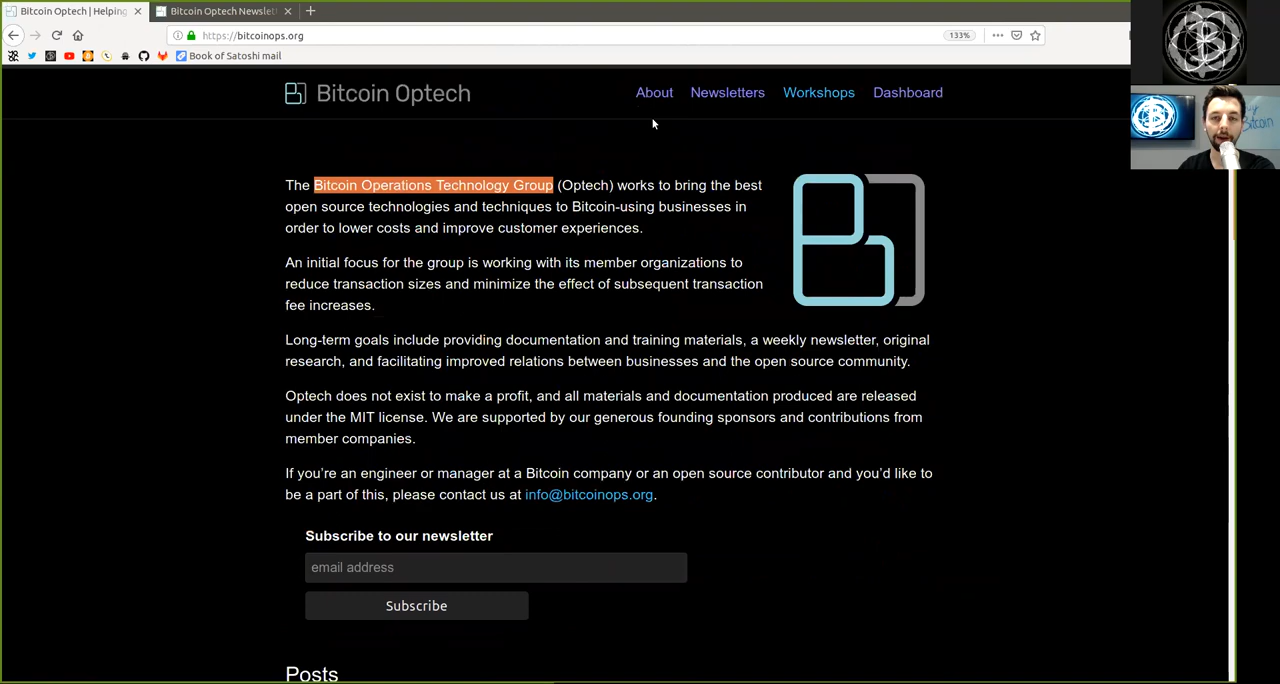 Bitcoin Optech | Helping
Bitcoin Optech Newslet
https://bitcoinops.org
133%
Book of Satoshi mail
Bitcoin Optech
About
Newsletters
Workshops
Dashboard
The Bitcoin Operations Technology Group (Optech) works to bring the best
open source technologies and techniques to Bitcoin-using businesses in
order to lower costs and improve customer experiences.
An initial focus for the group is working with its member organizations to
reduce transaction sizes and minimize the effect of subsequent transaction
fee increases.
Long-term goals include providing documentation and training materials, a weekly newsletter, original
research, and facilitating improved relations between businesses and the open source community.
Optech does not exist to make a profit, and all materials and documentation produced are released
under the MIT license. We are supported by our generous founding sponsors and contributions from
member companies.
If you're an engineer or manager at a Bitcoin company or an open source contributor and you'd like to
be a part of this, please contact us at info@bitcoinops.org.
Subscribe to our newsletter
email address
Subscribe
Posts
Bitcoin